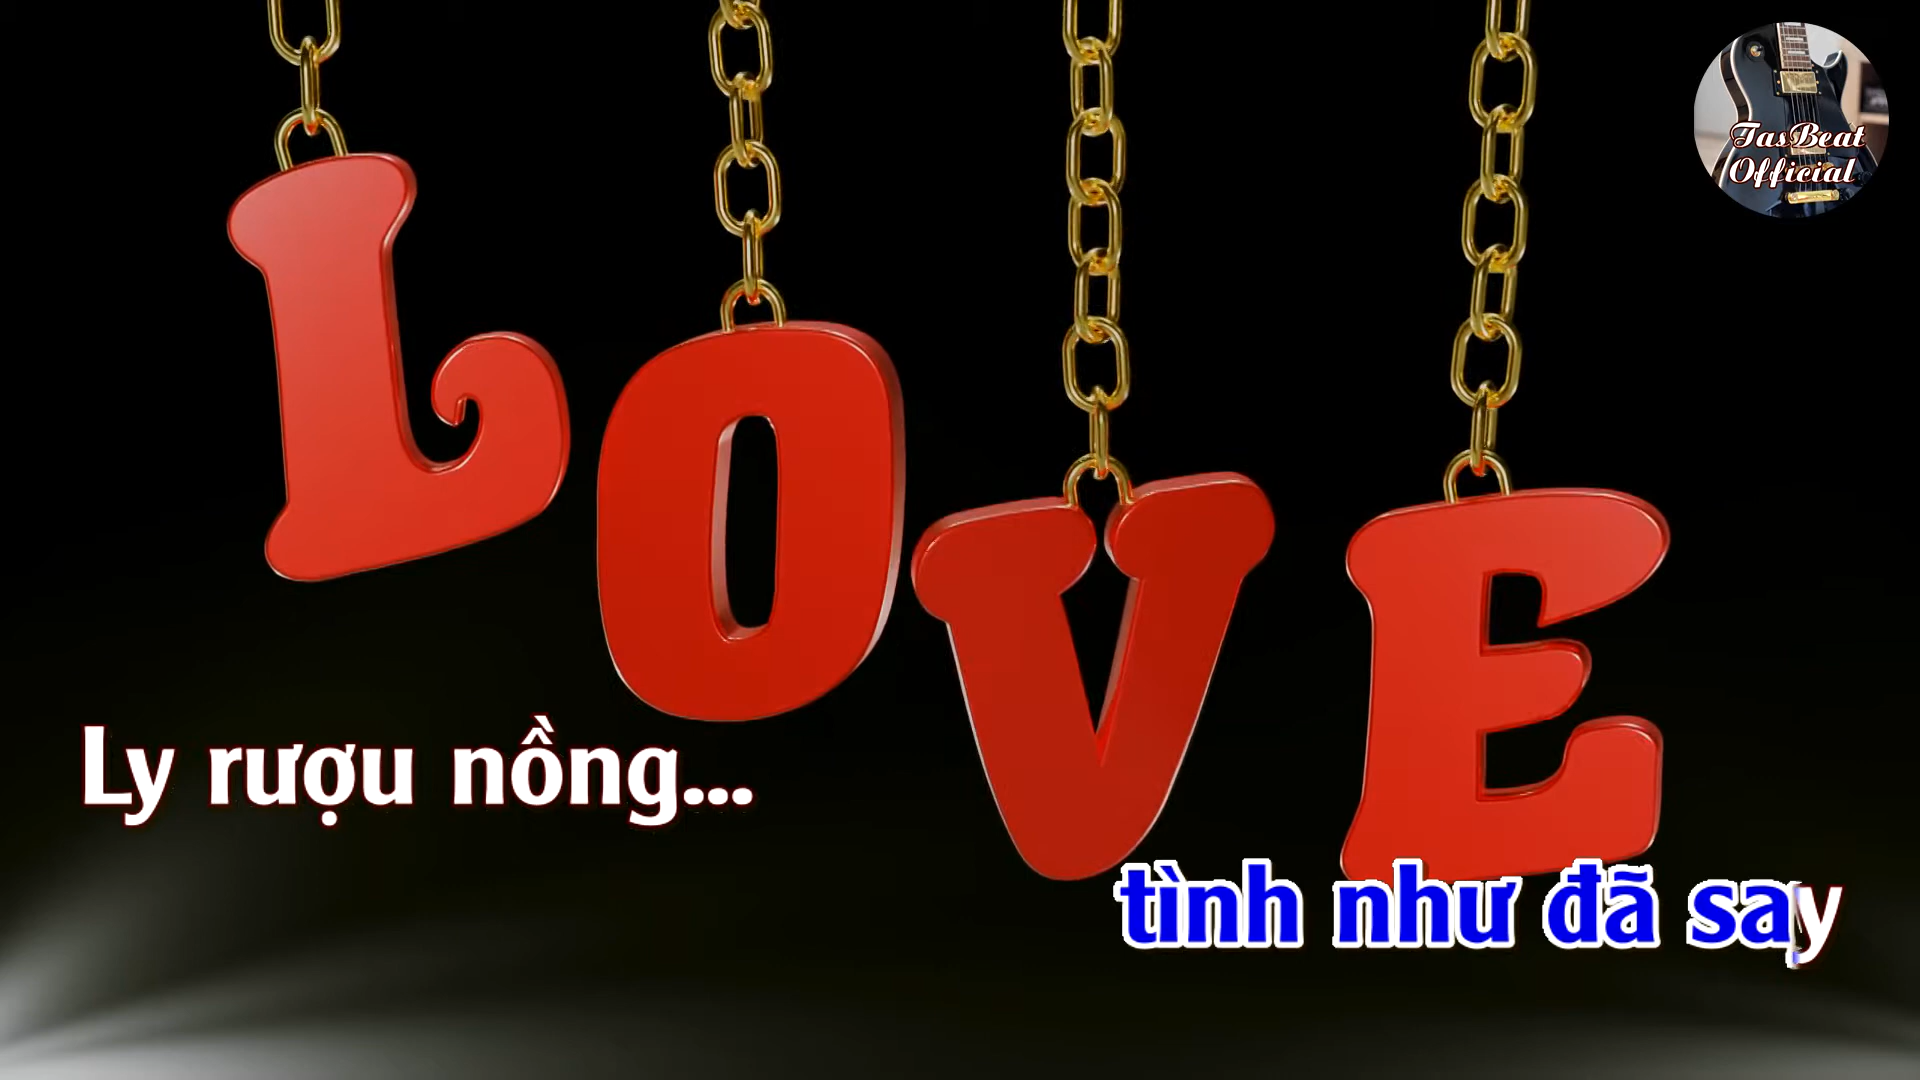 TasBeat
Official
LOVE
Ly rượu nồng...
tình như đã say